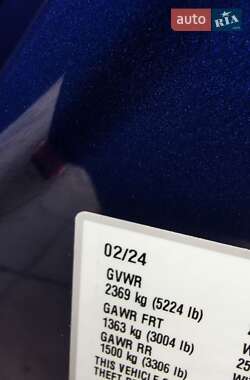 auto RIA
02/24
GVWR
2369 kg (5224 lb)
GAWR FRT
1363 kg (3004 lb)
GAWR RR
1500 kg (3306 lb)
THIS VEHICLE
THEFT